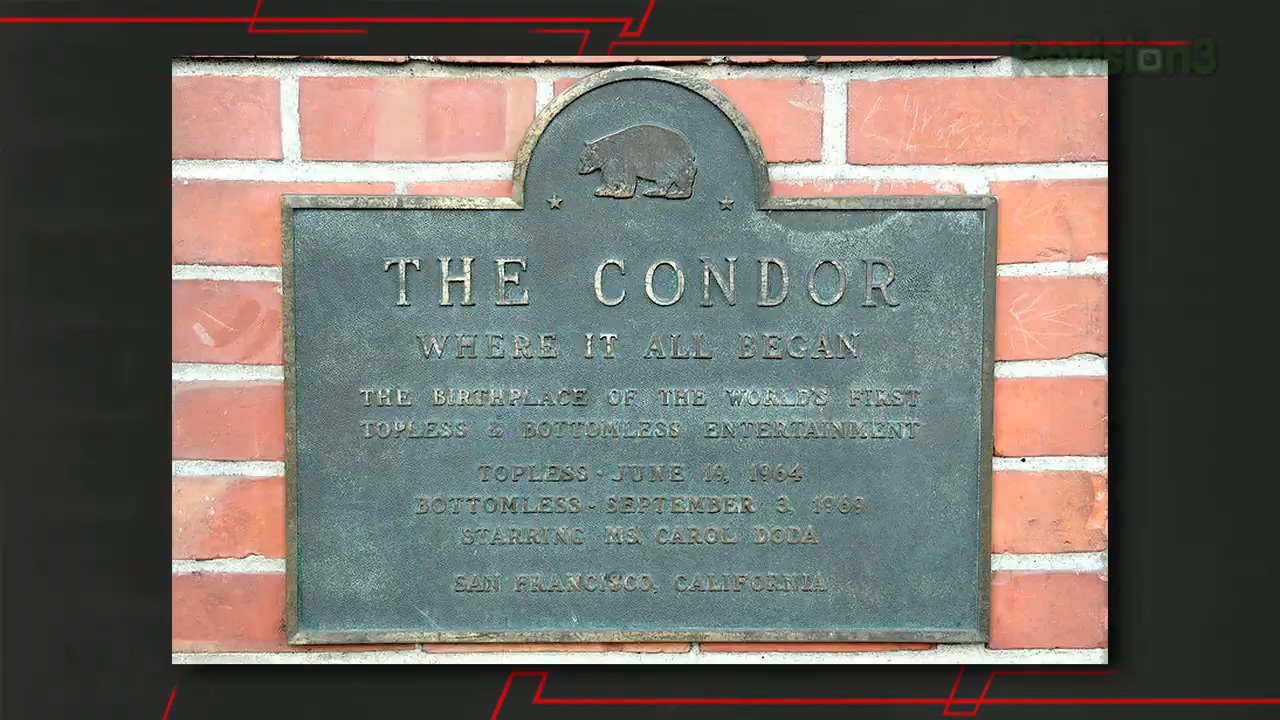 Revision3
THE CONDOR
WHERE IT ALL BEGAN
THE BIRTHPLACE OF THE WORLD'S FIRST
TOPLESS & BOTTOMLESS ENTERTAINMENT
TOPLESS - JUNE 19, 1964
BOTTOMLESS - SEPTEMBER 3, 1969
STARRING MS. CAROL DODA
SAN FRANCISCO, CALIFORNIA